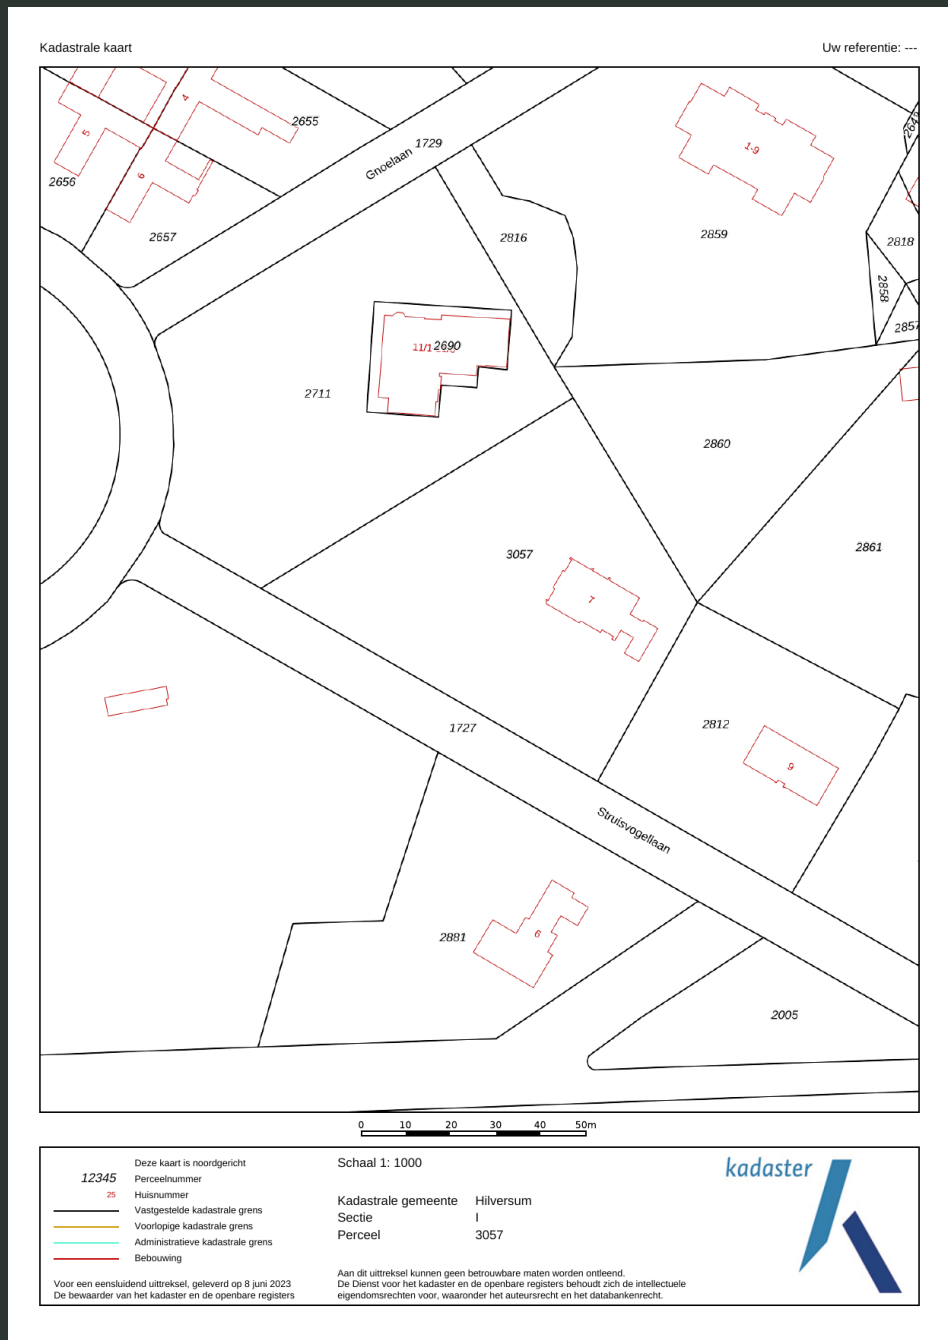 Kadastrale kaart
Uw referentie: ---
4
5
2655
2656
6
2657
1729
Gnoelaan
1-9
2816
2859
2642
2818
2858
2857
11/1
2690
2711
2860
2861
3057
7
1727
2812
9
Struisvogellaan
2881
6
2005
0 10 20 30 40 50m
Deze kaart is noordgericht
12345 Perceelnummer
25 Huisnummer
Vastgestelde kadastrale grens
Voorlopige kadastrale grens
Administratieve kadastrale grens
Bebouwing
Voor een eensluidend uittreksel, geleverd op 8 juni 2023
De bewaarder van het kadaster en de openbare registers
Schaal 1: 1000
Kadastrale gemeente Hilversum
Sectie I
Perceel 3057
Aan dit uittreksel kunnen geen betrouwbare maten worden ontleend.
De Dienst voor het kadaster en de openbare registers behoudt zich de intellectuele
eigendomsrechten voor, waaronder het auteursrecht en het databankenrecht.
kadaster